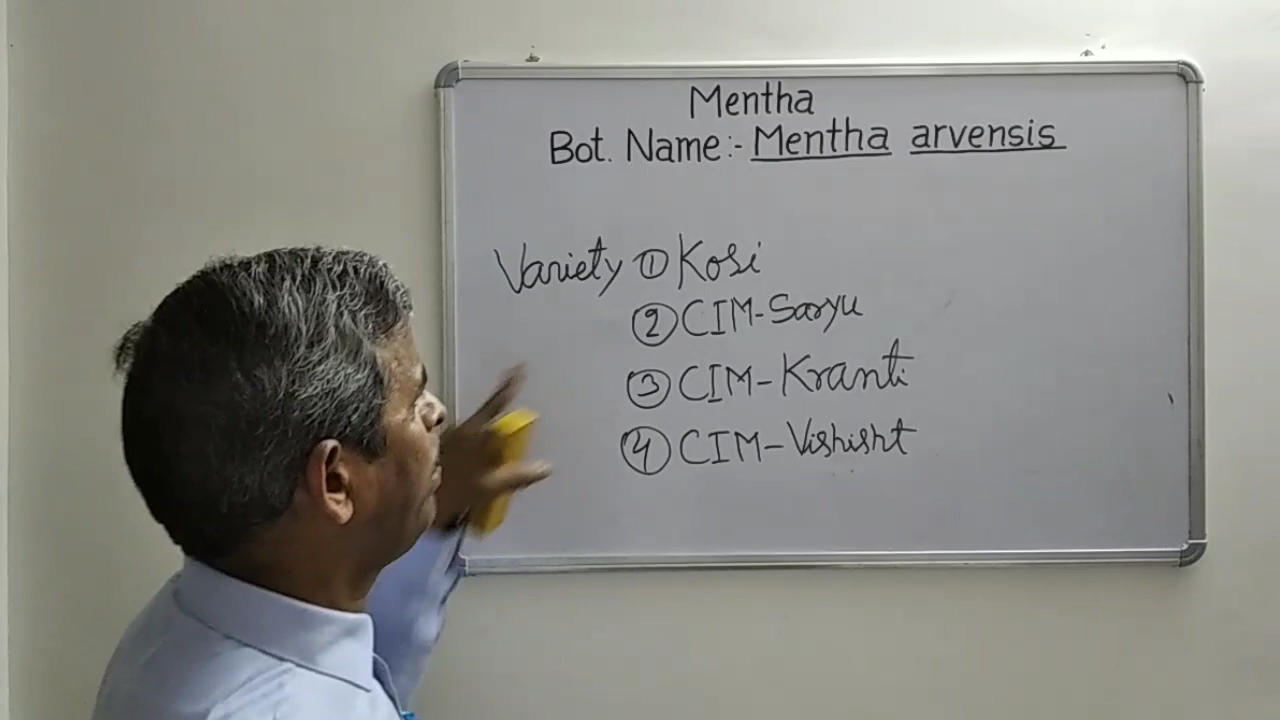 Mentha
Bot. Name:- Mentha arvensis
Variety ① Kosi
② CIM-Saryu
③ CIM-Kranti
④ CIM-Vishisht